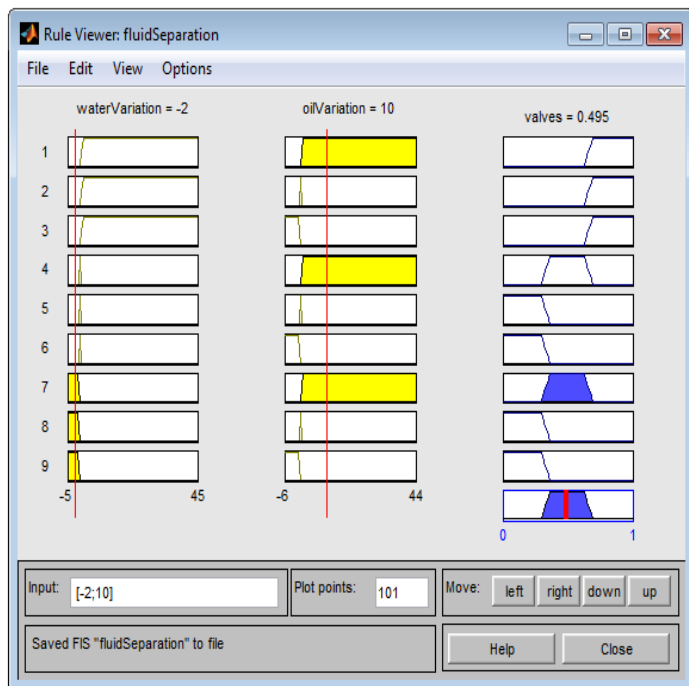 Rule Viewer: fluidSeparation
File Edit View Options
waterVariation = -2 oilVariation = 10 valves = 0.495
1
2
3
4
5
6
7
8
9
-5 45 -6 44
0 1
Input: [-2;10] Plot points: 101 Move: left right down up
Saved FIS "fluidSeparation" to file Help Close